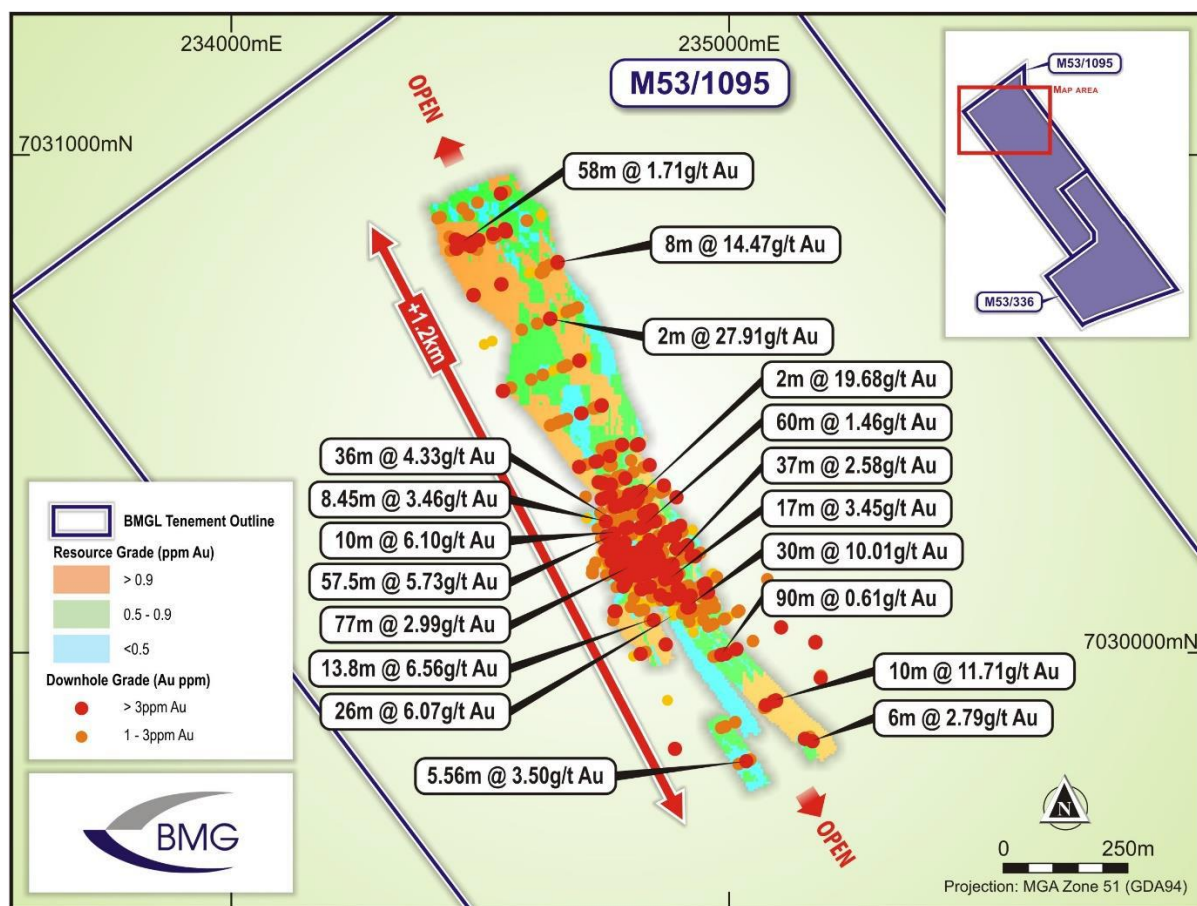 234000mE
235000mE
M53/1095
M53/1095
MAP AREA
M53/336
OPEN
7031000mN
58m @ 1.71g/t Au
8m @ 14.47g/t Au
2m @ 27.91g/t Au
+1.2km
2m @ 19.68g/t Au
60m @ 1.46g/t Au
37m @ 2.58g/t Au
17m @ 3.45g/t Au
30m @ 10.01g/t Au
90m @ 0.61g/t Au
36m @ 4.33g/t Au
8.45m @ 3.46g/t Au
10m @ 6.10g/t Au
57.5m @ 5.73g/t Au
77m @ 2.99g/t Au
13.8m @ 6.56g/t Au
26m @ 6.07g/t Au
7030000mN
10m @ 11.71g/t Au
6m @ 2.79g/t Au
5.56m @ 3.50g/t Au
OPEN
BMGL Tenement Outline
Resource Grade (ppm Au)
> 0.9
0.5 - 0.9
<0.5
Downhole Grade (Au ppm)
> 3ppm Au
1 - 3ppm Au
BMG
N
0 250m
Projection: MGA Zone 51 (GDA94)